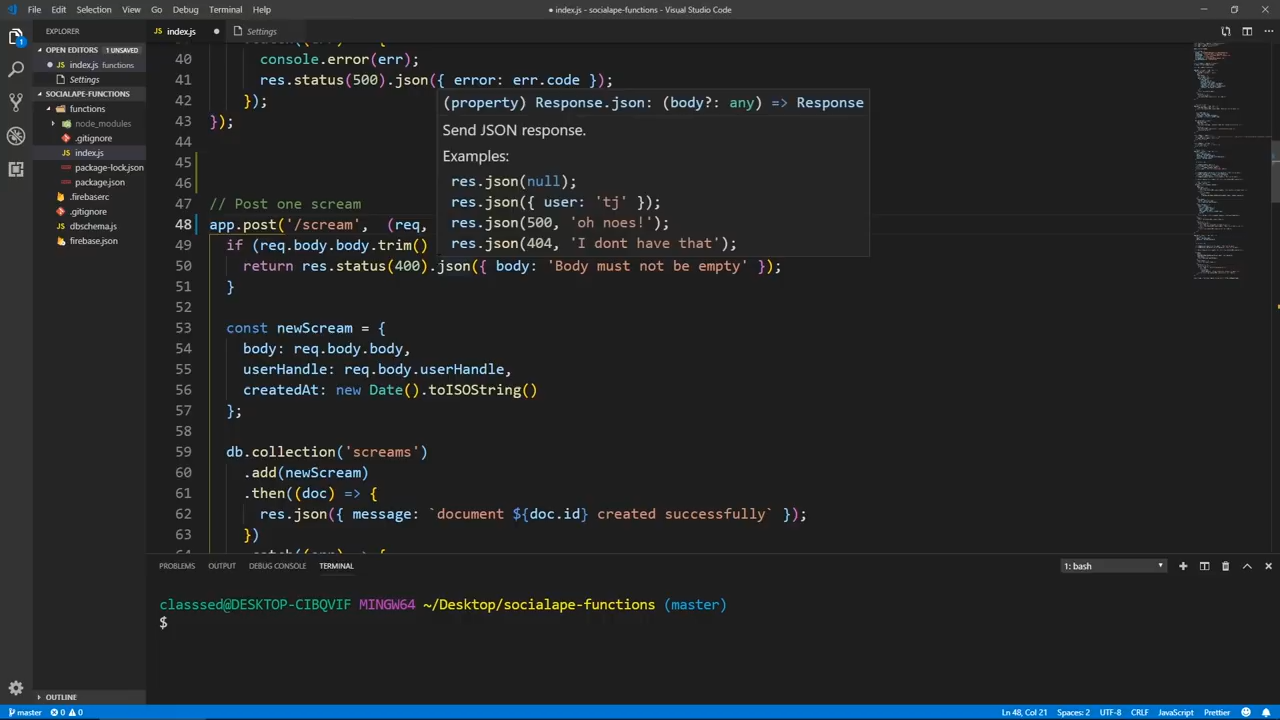 File Edit Selection View Go Debug Terminal Help
● index.js - socialape-functions - Visual Studio Code
EXPLORER
OPEN EDITORS 1 UNSAVED
index.js functions
Settings
SOCIALAPE-FUNCTIONS
functions
node_modules
.gitignore
index.js
package-lock.json
package.json
.firebaserc
.gitignore
dbschema.js
firebase.json
OUTLINE
index.js ●
Settings
40 console.error(err);
41 res.status(500).json({ error: err.code });
42 });
43 });
44
45
46
47 // Post one scream
48 app.post('/scream', (req,
49 if (req.body.body.trim()
50 return res.status(400).json({ body: 'Body must not be empty' });
51 }
52
53 const newScream = {
54 body: req.body.body,
55 userHandle: req.body.userHandle,
56 createdAt: new Date().toISOString()
57 };
58
59 db.collection('screams')
60 .add(newScream)
61 .then((doc) => {
62 res.json({ message: `document ${doc.id} created successfully` });
63 })
(property) Response.json: (body?: any) => Response
Send JSON response.
Examples:
res.json(null);
res.json({ user: 'tj' });
res.json(500, 'oh noes!');
res.json(404, 'I dont have that');
PROBLEMS OUTPUT DEBUG CONSOLE TERMINAL
1: bash
classsed@DESKTOP-CIBQVIF MINGW64 ~/Desktop/socialape-functions (master)
$
master 0 0
Ln 48, Col 21 Spaces: 2 UTF-8 CRLF JavaScript Prettier